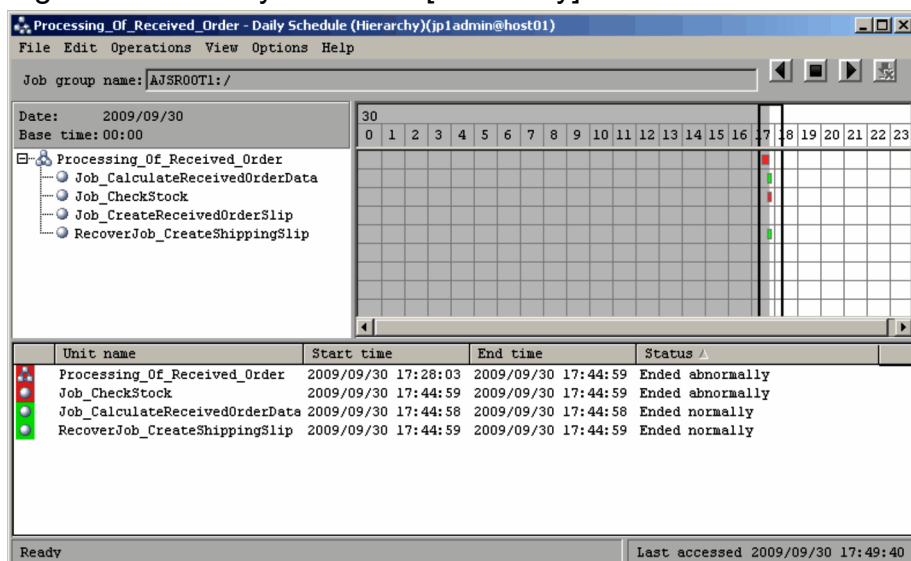 Processing_Of_Received_Order - Daily Schedule (Hierarchy)(jp1admin@host01)
File Edit Operations View Options Help
Job group name: AJSROOT1:/
Date: 2009/09/30
Base time: 00:00
30
0 1 2 3 4 5 6 7 8 9 10 11 12 13 14 15 16 17 18 19 20 21 22 23
Processing_Of_Received_Order
Job_CalculateReceivedOrderData
Job_CheckStock
Job_CreateReceivedOrderSlip
RecoverJob_CreateShippingSlip
Unit name Start time End time Status
Processing_Of_Received_Order 2009/09/30 17:28:03 2009/09/30 17:44:59 Ended abnormally
Job_CheckStock 2009/09/30 17:44:59 2009/09/30 17:44:59 Ended abnormally
Job_CalculateReceivedOrderData 2009/09/30 17:44:58 2009/09/30 17:44:58 Ended normally
RecoverJob_CreateShippingSlip 2009/09/30 17:44:59 2009/09/30 17:44:59 Ended normally
Ready
Last accessed 2009/09/30 17:49:40